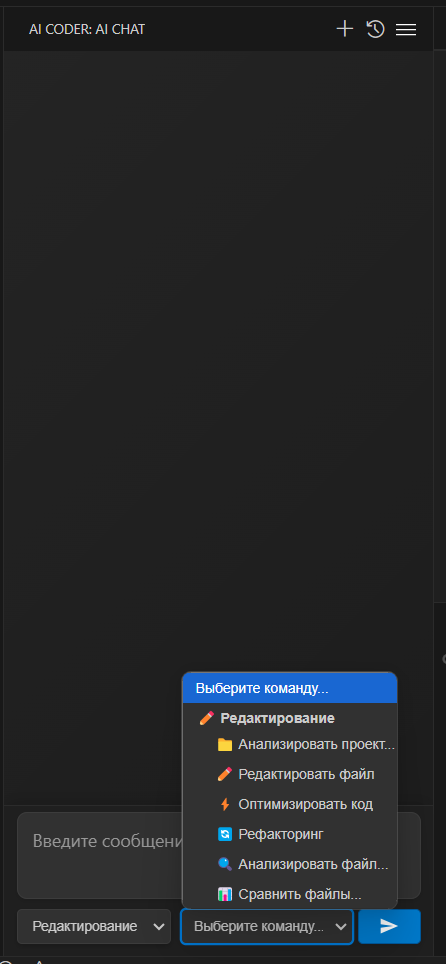 AI CODER: AI CHAT
Выберите команду...
Редактирование
Анализировать проект...
Редактировать файл
Оптимизировать код
Рефакторинг
Анализировать файл...
Сравнить файлы...
Введите сообщени
Редактирование
Выберите команду...